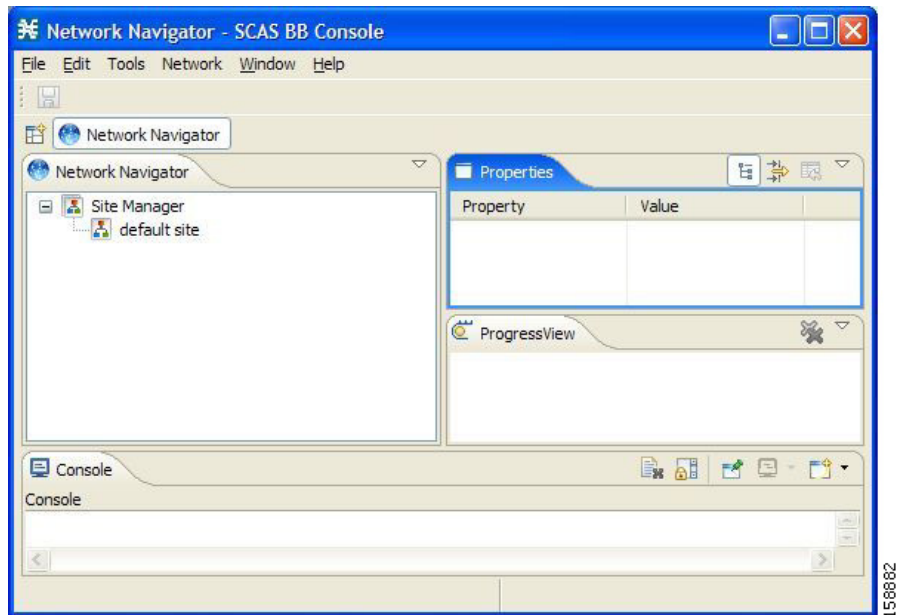 Network Navigator - SCAS BB Console
File Edit Tools Network Window Help
Network Navigator
Network Navigator
Site Manager
default site
Properties
Property Value
ProgressView
Console
Console
158882